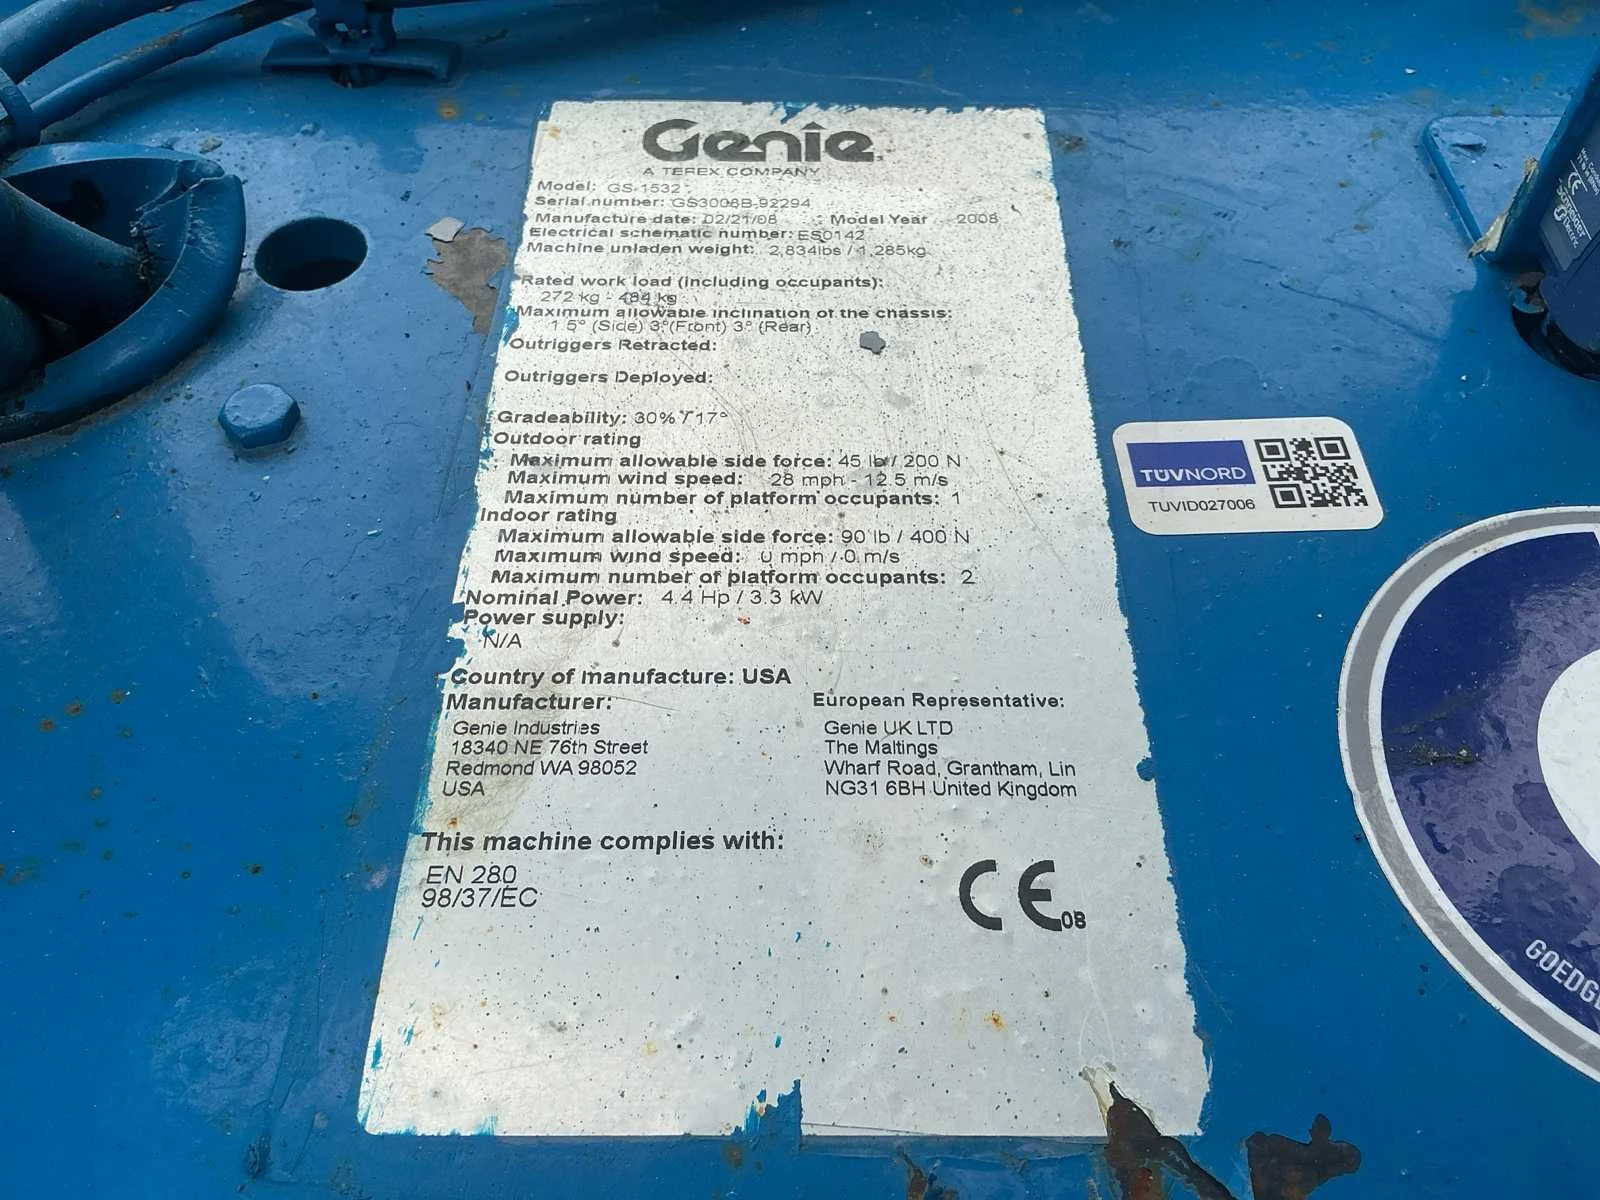 Genie
A TEREX COMPANY
Model: GS-1532
Serial number: GS3008B-92294
Manufacture date: 02/21/08 Model Year 2008
Electrical schematic number: ES0142
Machine unladen weight: 2,834lbs / 1,285kg
Rated work load (including occupants):
272 kg - 484 kg
Maximum allowable inclination of the chassis:
1.5° (Side) 3°(Front) 3° (Rear)
Outriggers Retracted:
Outriggers Deployed:
Gradeability: 30% / 17°
Outdoor rating
Maximum allowable side force: 45 lb / 200 N
Maximum wind speed: 28 mph - 12.5 m/s
Maximum number of platform occupants: 1
Indoor rating
Maximum allowable side force: 90 lb / 400 N
Maximum wind speed: 0 mph / 0 m/s
Maximum number of platform occupants: 2
Nominal Power: 4.4 Hp / 3.3 kW
Power supply:
N/A
Country of manufacture: USA
Manufacturer:
Genie Industries
18340 NE 76th Street
Redmond WA 98052
USA
European Representative:
Genie UK LTD
The Maltings
Wharf Road, Grantham, Lin
NG31 6BH United Kingdom
This machine complies with:
EN 280
98/37/EC
CE 08
TÜVNORD
TUVID027006
CE
Schneider
Electric
GOEDG